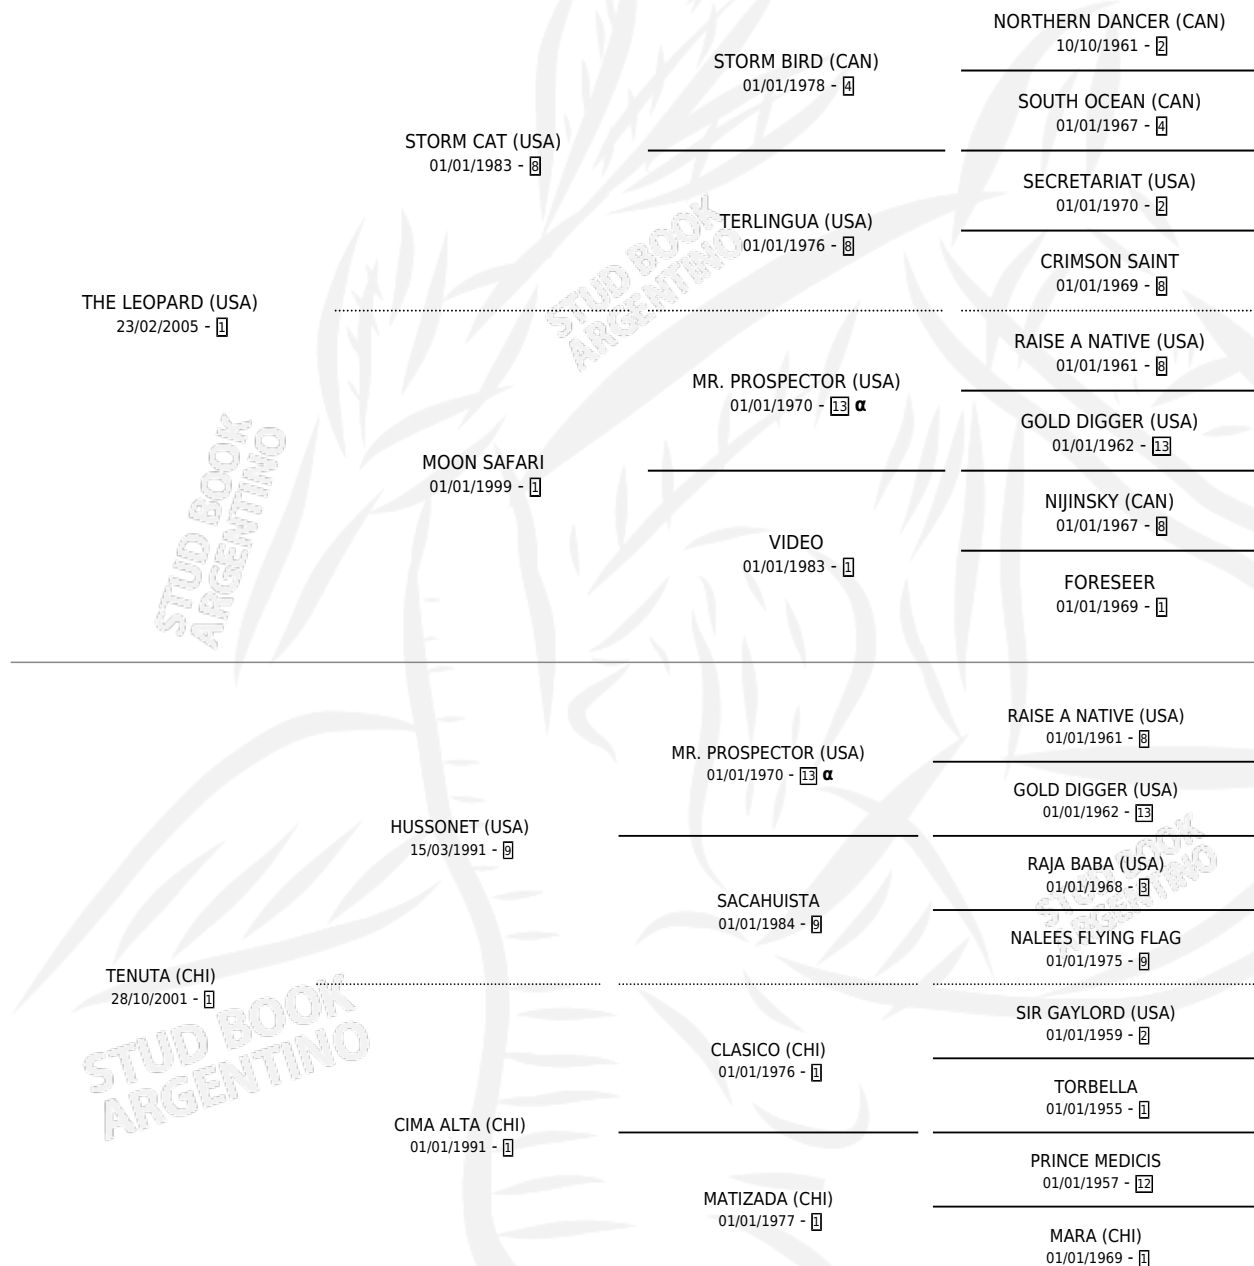 NORTHERN DANCER (CAN)
10/10/1961 - 2
STORM BIRD (CAN)
01/01/1978 - 4
SOUTH OCEAN (CAN)
01/01/1967 - 4
STORM CAT (USA)
01/01/1983 - 8
SECRETARIAT (USA)
01/01/1970 - 2
TERLINGUA (USA)
01/01/1976 - 8
CRIMSON SAINT
01/01/1969 - 8
THE LEOPARD (USA)
23/02/2005 - 1
STUD BOOK
ARGENTINO
RAISE A NATIVE (USA)
01/01/1961 - 8
MR. PROSPECTOR (USA)
01/01/1970 - 13 α
GOLD DIGGER (USA)
01/01/1962 - 13
MOON SAFARI
01/01/1999 - 1
NIJINSKY (CAN)
01/01/1967 - 8
VIDEO
01/01/1983 - 1
FORESEER
01/01/1969 - 1
STUD BOOK
ARGENTINO
RAISE A NATIVE (USA)
01/01/1961 - 8
MR. PROSPECTOR (USA)
01/01/1970 - 13 α
GOLD DIGGER (USA)
01/01/1962 - 13
HUSSONET (USA)
15/03/1991 - 9
RAJA BABA (USA)
01/01/1968 - 3
SACAHUISTA
01/01/1984 - 9
STUD BOOK
ARGENTINO
NALEES FLYING FLAG
01/01/1975 - 9
TENUTA (CHI)
28/10/2001 - 1
STUD BOOK
ARGENTINO
SIR GAYLORD (USA)
01/01/1959 - 2
CLASICO (CHI)
01/01/1976 - 1
TORBELLA
01/01/1955 - 1
CIMA ALTA (CHI)
01/01/1991 - 1
PRINCE MEDICIS
01/01/1957 - 12
MATIZADA (CHI)
01/01/1977 - 1
MARA (CHI)
01/01/1969 - 1